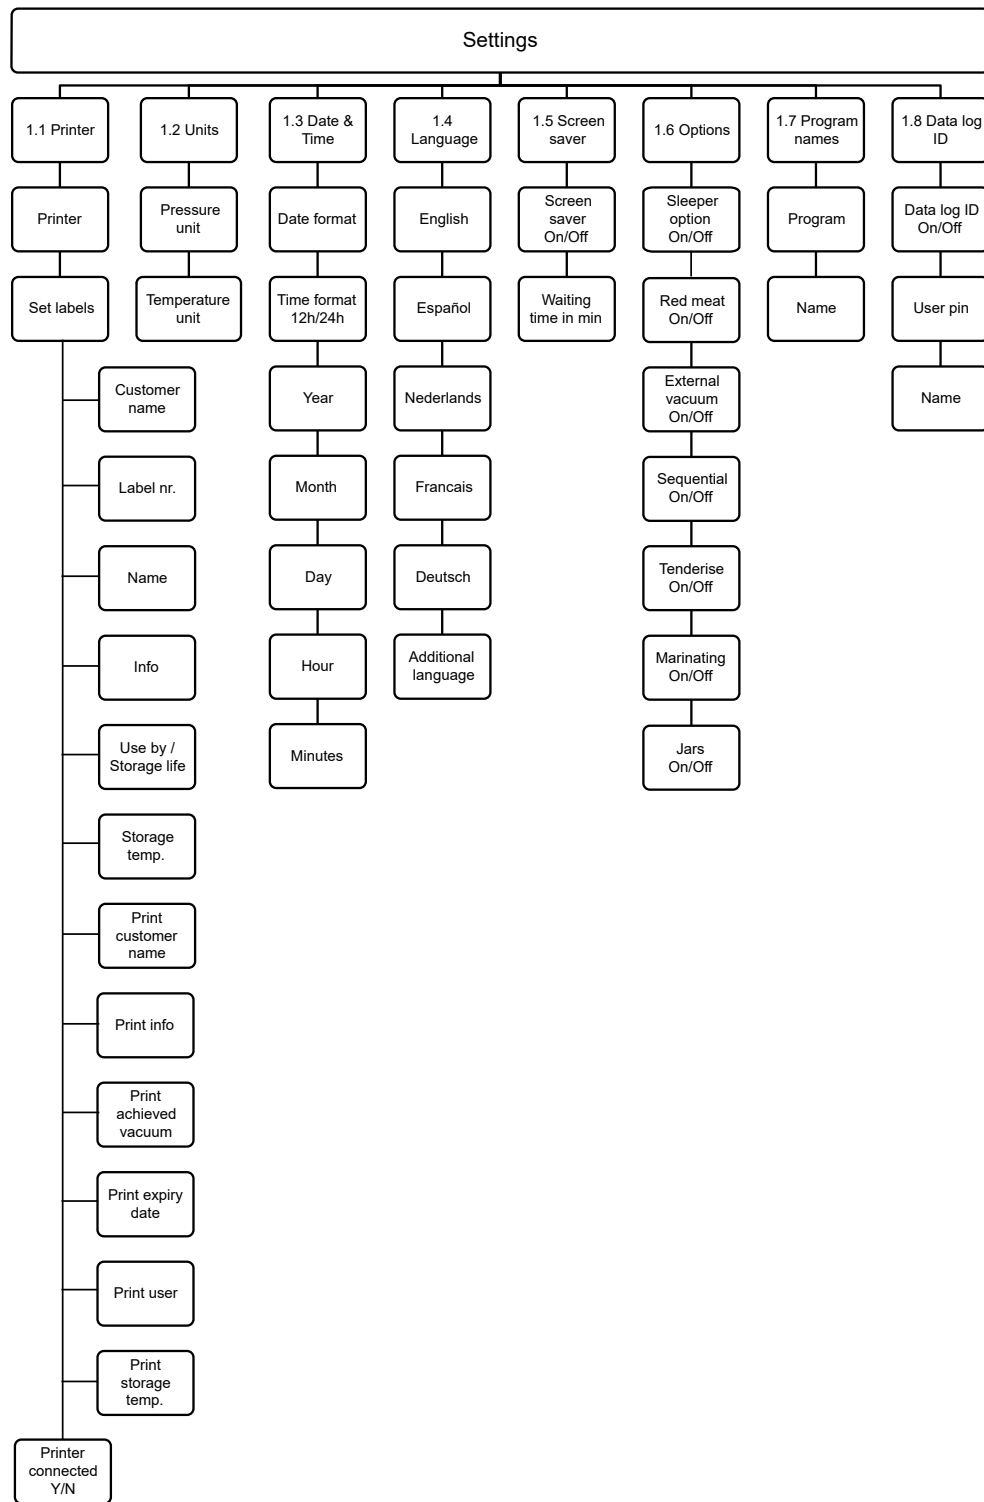 Settings
1.1 Printer
Printer
Set labels
Customer
name
Label nr.
Name
Info
Use by /
Storage life
Storage
temp.
Print
customer
name
Print info
Print
achieved
vacuum
Print expiry
date
Print user
Print
storage
temp.
Printer
connected
Y/N
1.2 Units
Pressure
unit
Temperature
unit
1.3 Date &
Time
Date format
Time format
12h/24h
Year
Month
Day
Hour
Minutes
1.4
Language
English
Español
Nederlands
Francais
Deutsch
Additional
language
1.5 Screen
saver
Screen
saver
On/Off
Waiting
time in min
1.6 Options
Sleeper
option
On/Off
Red meat
On/Off
External
vacuum
On/Off
Sequential
On/Off
Tenderise
On/Off
Marinating
On/Off
Jars
On/Off
1.7 Program
names
Program
Name
1.8 Data log
ID
Data log ID
On/Off
User pin
Name